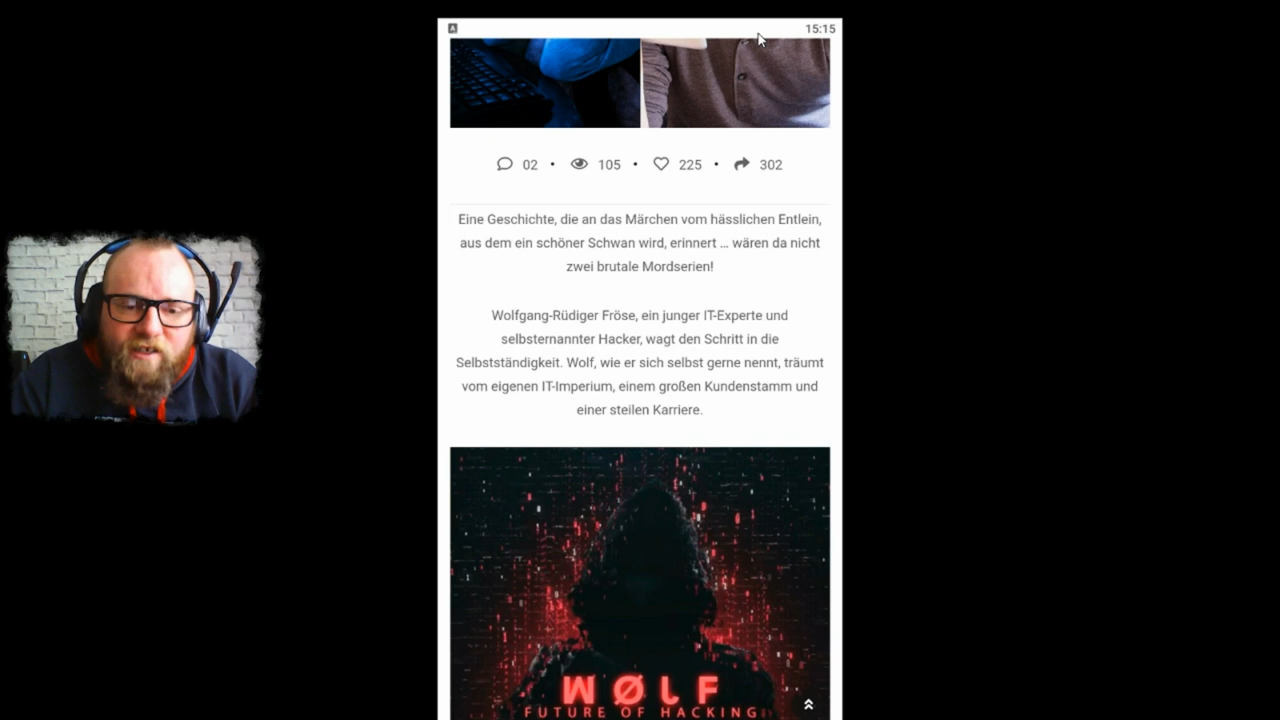 A
15:15
02 • 105 • 225 • 302
Eine Geschichte, die an das Märchen vom hässlichen Entlein,
aus dem ein schöner Schwan wird, erinnert … wären da nicht
zwei brutale Mordserien!
Wolfgang-Rüdiger Fröse, ein junger IT-Experte und
selbsternannter Hacker, wagt den Schritt in die
Selbstständigkeit. Wolf, wie er sich selbst gerne nennt, träumt
vom eigenen IT-Imperium, einem großen Kundenstamm und
einer steilen Karriere.
WØLF
FUTURE OF HACKING